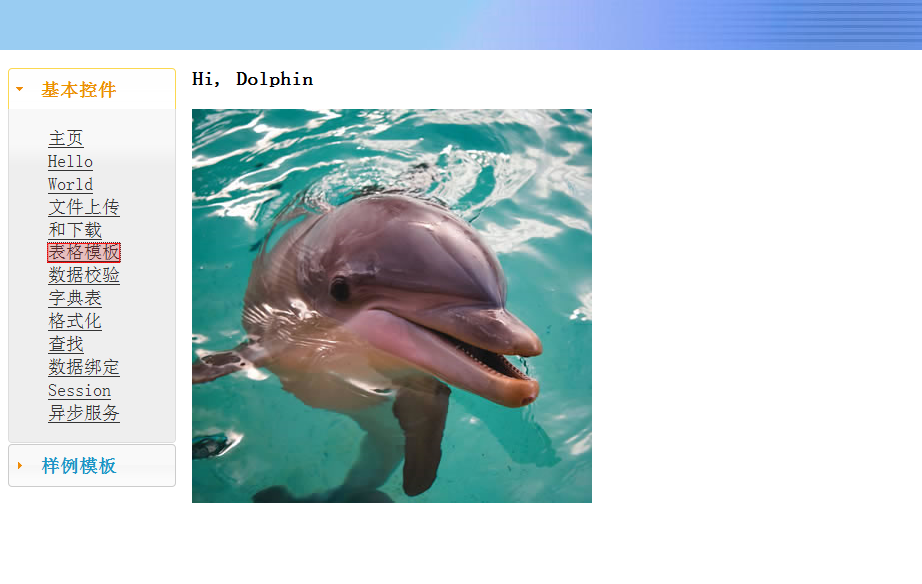 基本控件
主页
Hello
World
文件上传
和下载
表格模板
数据校验
字典表
格式化
查找
数据绑定
Session
异步服务
样例模板
Hi, Dolphin